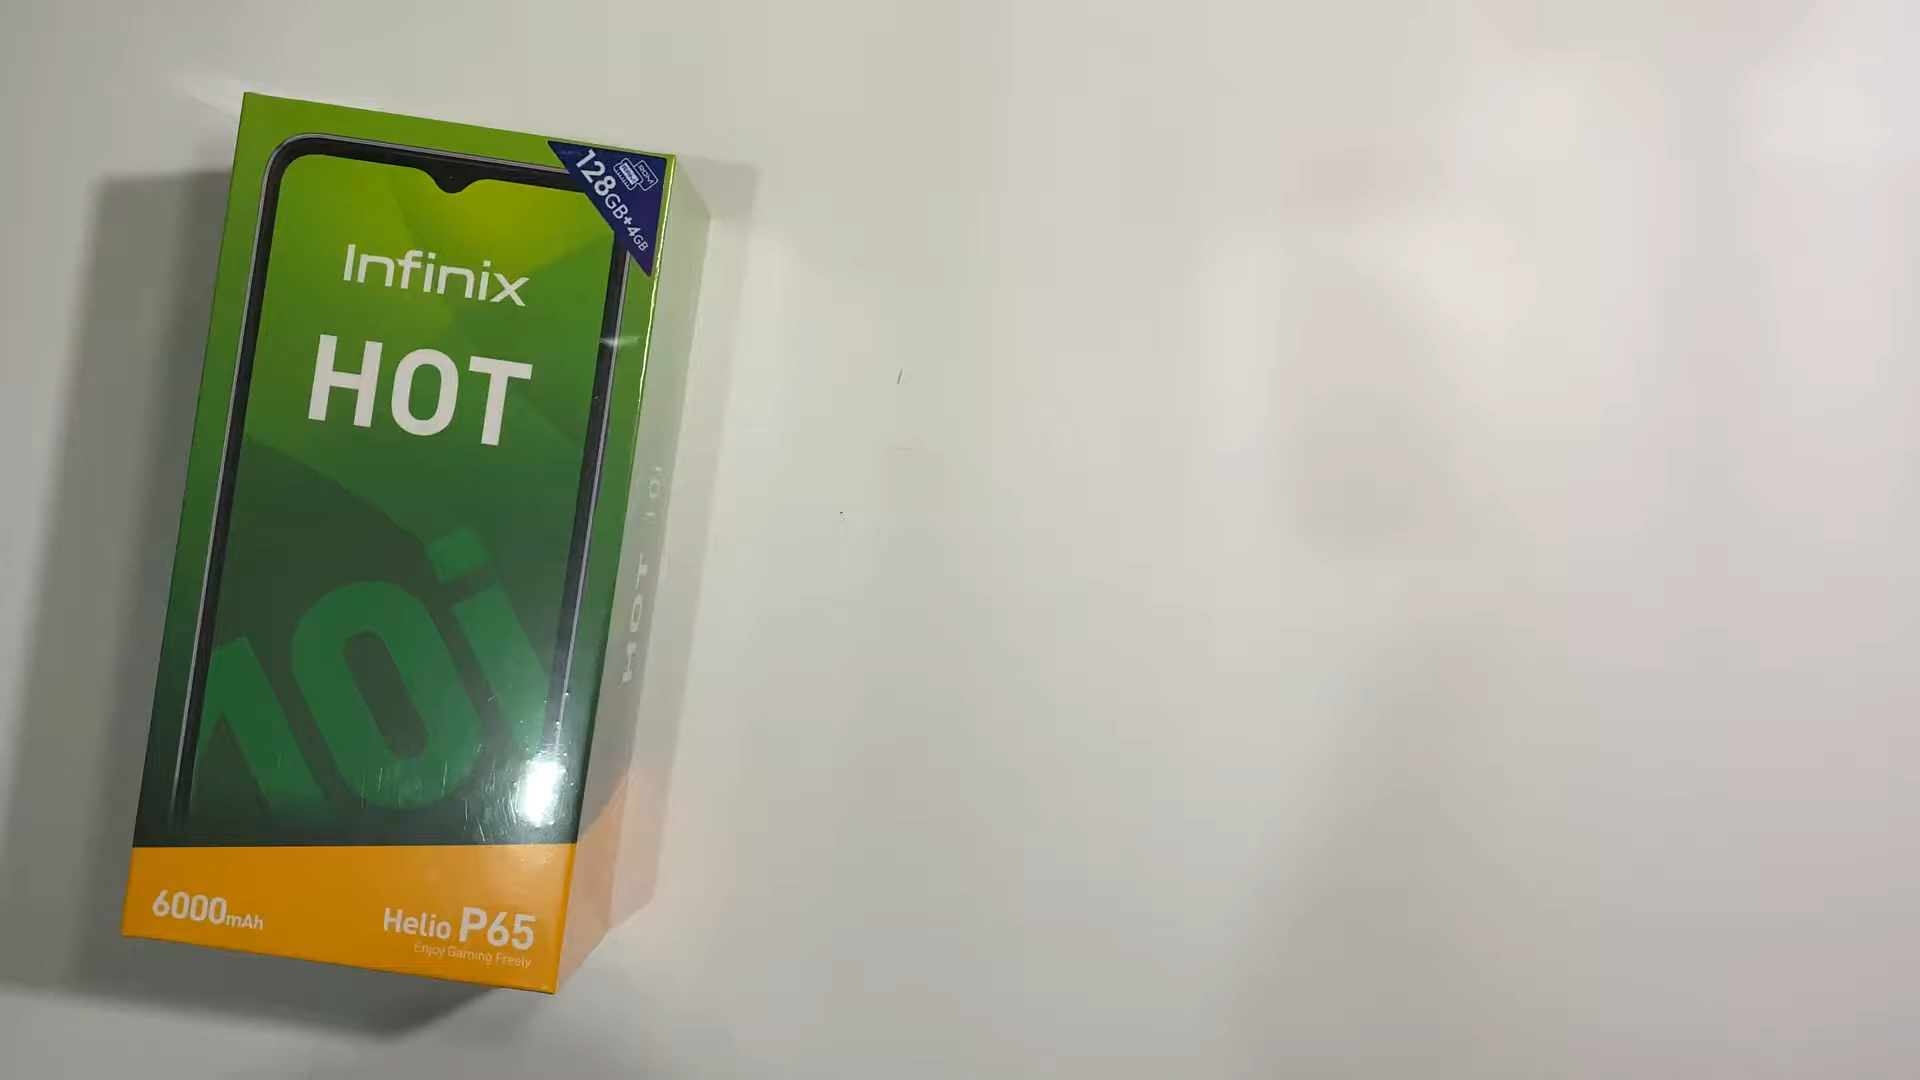 128GB+4GB
Infinix
HOT
10i
HOT 10i
6000mAh
Helio P65
Enjoy Gaming Freely